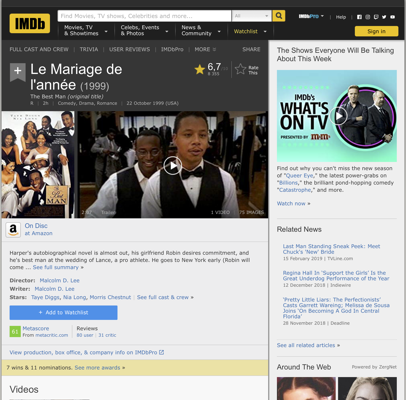 IMDb
Find Movies, TV shows, Celebrities and more...
All
Movies, TV
& Showtimes
Celebs, Events
& Photos
News &
Community
Watchlist
IMDbPro
Help
Sign in
FULL CAST AND CREW | TRIVIA | USER REVIEWS | IMDbPro | MORE
SHARE
Le Mariage de
l'année (1999)
The Best Man (original title)
R | 2h | Comedy, Drama, Romance | 22 October 1999 (USA)
6,7
Rate
This
1 VIDEO
75 IMAGES
On Disc
at Amazon
Harper's autobiographical novel is almost out, his girlfriend Robin desires commitment, and
he's best man at the wedding of Lance, a pro athlete. He goes to New York early (Robin will
come ... See full summary »
Director: Malcolm D. Lee
Writer: Malcolm D. Lee
Stars: Taye Diggs, Nia Long, Morris Chestnut | See full cast & crew »
+ Add to Watchlist
Metascore
From metacritic.com
Reviews
80 user | 31 critic
View production, box office, & company info on IMDbPro
7 wins & 11 nominations. See more awards »
Videos
The Shows Everyone Will Be Talking
About This Week
IMDb's
WHAT'S
ON TV
PRESENTED BY
Find out why you can't miss the new season
of "Queer Eye," the latest power-grabs on
"Billions," the brilliant pond-hopping comedy
"Catastrophe," and more.
Watch now »
Related News
Last Man Standing Sneak Peek: Meet
Chuck's 'New' Bride
15 February 2019 | TVLine.com
Regina Hall In 'Support the Girls' Is the
Great Underdog Performance of the Year
12 December 2018 | Indiewire
'Pretty Little Liars: The Perfectionists'
Casts Garrett Wareing; Melissa de Sousa
Joins 'On Becoming A God In Central
Florida'
28 November 2018 | Deadline
See all related articles »
Around The Web
Powered by ZergNet